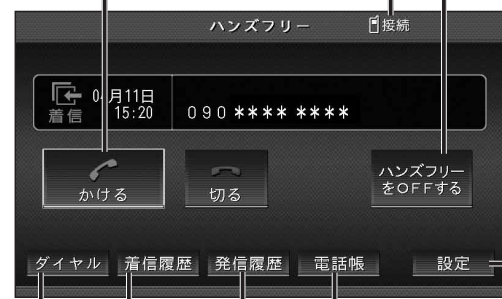 ハンズフリー 接続
04月11日
着信 15:20 090 **** ****
かける 切る ハンズフリー
をOFFする
ダイヤル 着信履歴 発信履歴 電話帳 設定